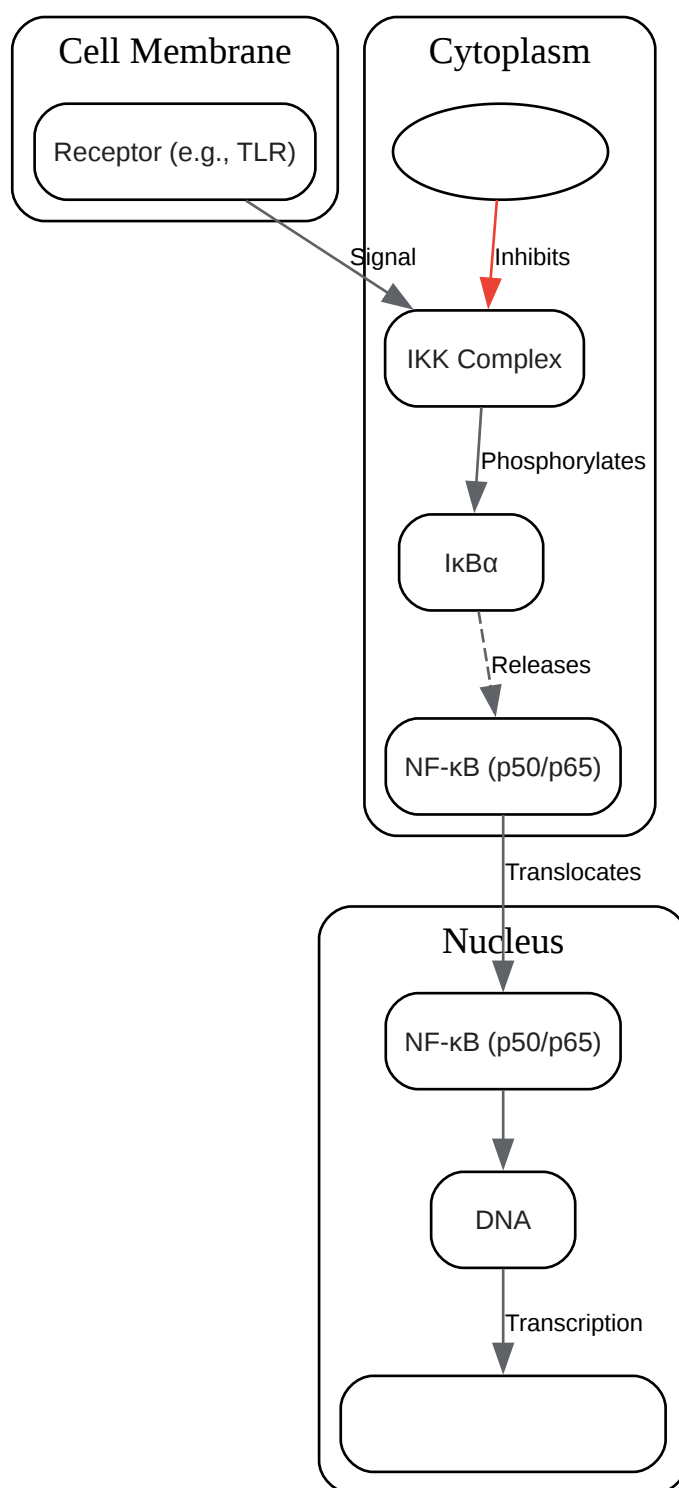 Cell Membrane
Receptor (e.g., TLR)
Cytoplasm
Signal
Inhibits
IKK Complex
Phosphorylates
IκBα
Releases
NF-κB (p50/p65)
Translocates
Nucleus
NF-κB (p50/p65)
DNA
Transcription